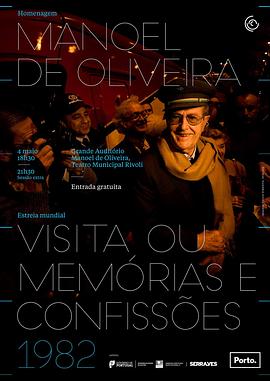 Homenagem
MANOEL
DE OLIVEIRA
4 maio
18h30
21h30
Sessão extra
Grande Auditório
Manoel de Oliveira,
Teatro Municipal Rivoli
Entrada gratuita
Estreia mundial
VISITA OU
MEMÓRIAS E
CONFISSÕES
1982
PORTUGAL
SERRALVES
Porto.